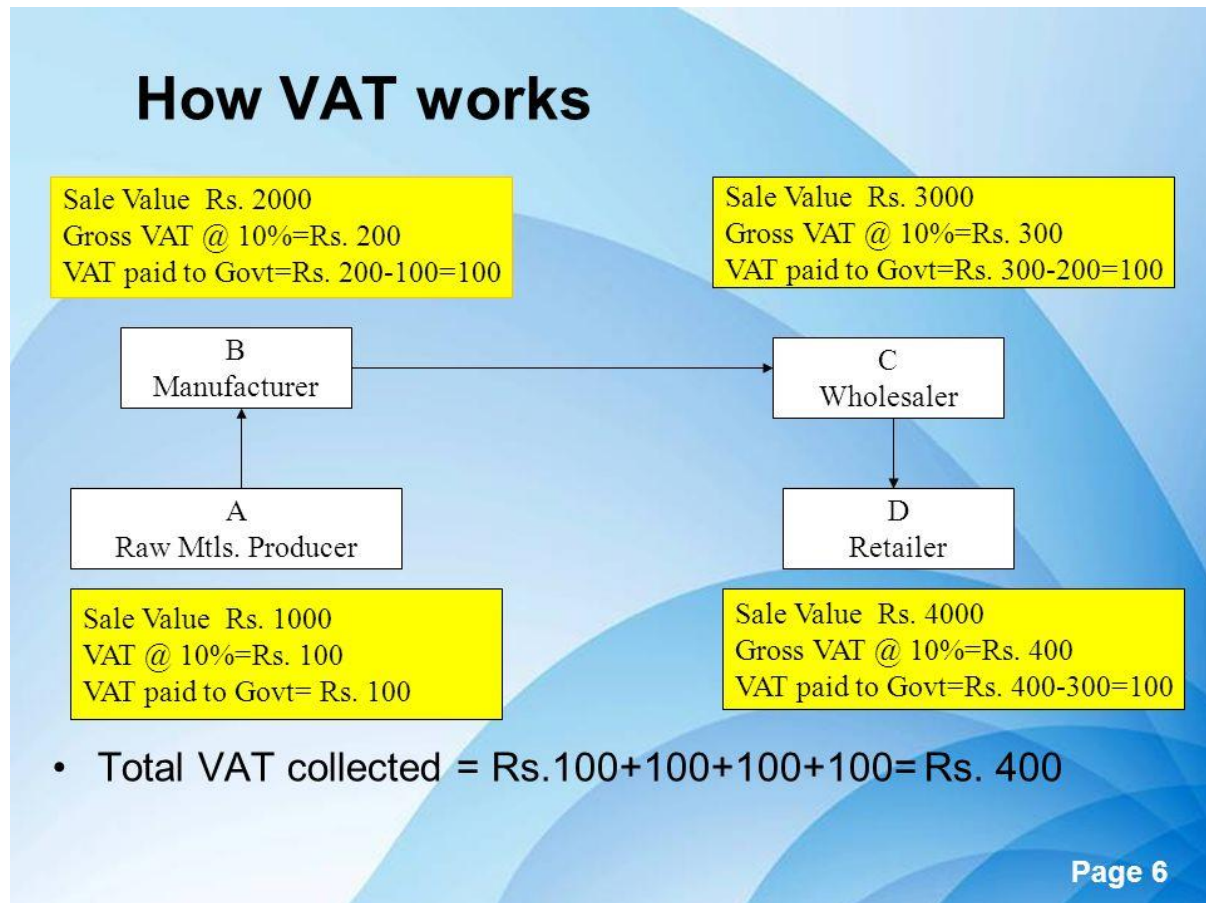 How VAT works
Sale Value Rs. 2000
Gross VAT @ 10%=Rs. 200
VAT paid to Govt=Rs. 200-100=100
Sale Value Rs. 3000
Gross VAT @ 10%=Rs. 300
VAT paid to Govt=Rs. 300-200=100
B
Manufacturer
C
Wholesaler
A
Raw Mtls. Producer
D
Retailer
Sale Value Rs. 1000
VAT @ 10%=Rs. 100
VAT paid to Govt= Rs. 100
Sale Value Rs. 4000
Gross VAT @ 10%=Rs. 400
VAT paid to Govt=Rs. 400-300=100
• Total VAT collected = Rs.100+100+100+100= Rs. 400
Page 6